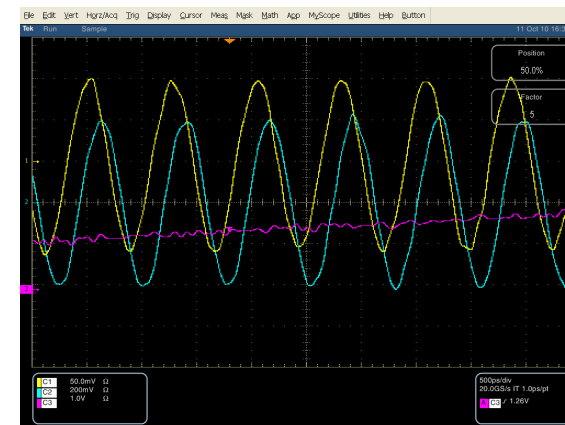 File Edit Vert Horz/Acq Trig Display Cursor Meas Mask Math App MyScope Utilities Help Button
Tek Run Sample 11 Oct 10 16:3
Position
50.0%
Factor
5
1
2
3
C1 50.0mV Ω
C2 200mV Ω
C3 1.0V Ω
500ps/div
20.0GS/s IT 1.0ps/pt
A C3 ∕ 1.26V